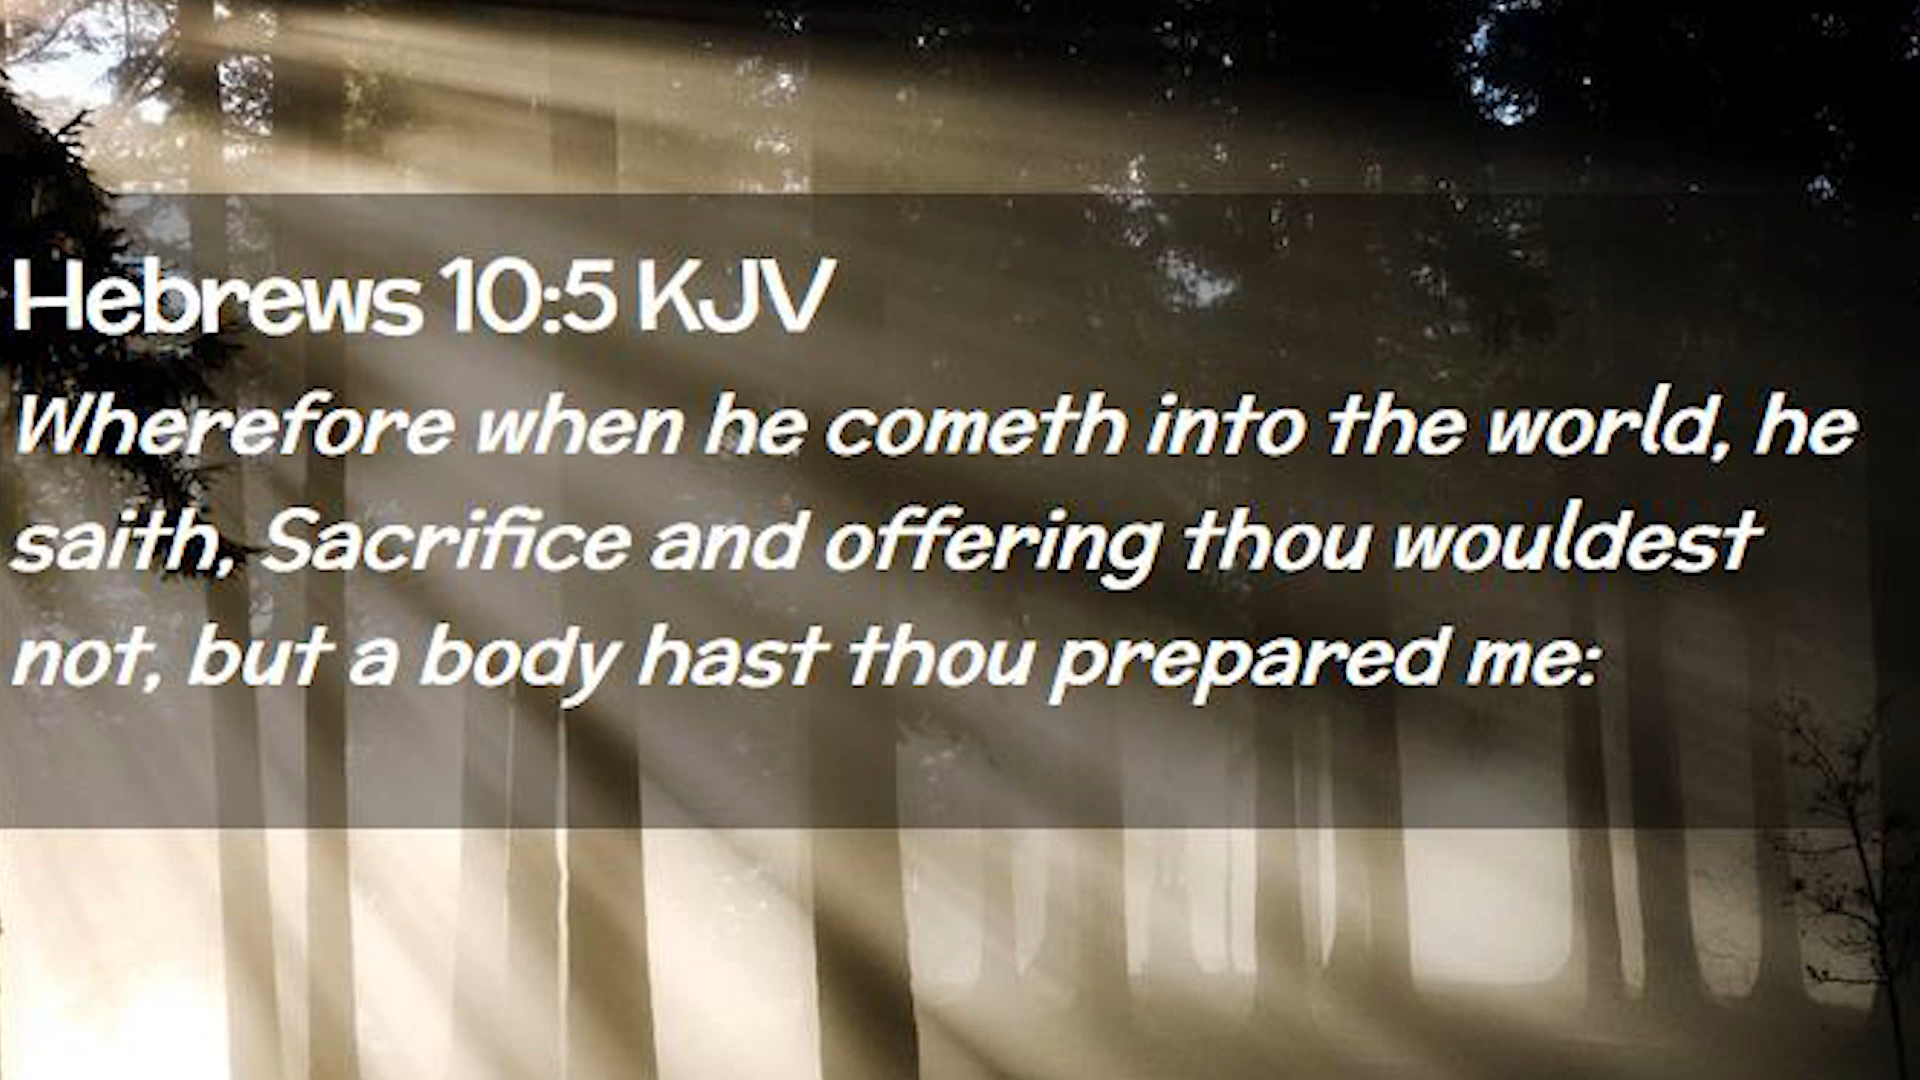 Hebrews 10:5 KJV
Wherefore when he cometh into the world, he
saith, Sacrifice and offering thou wouldest
not, but a body hast thou prepared me: